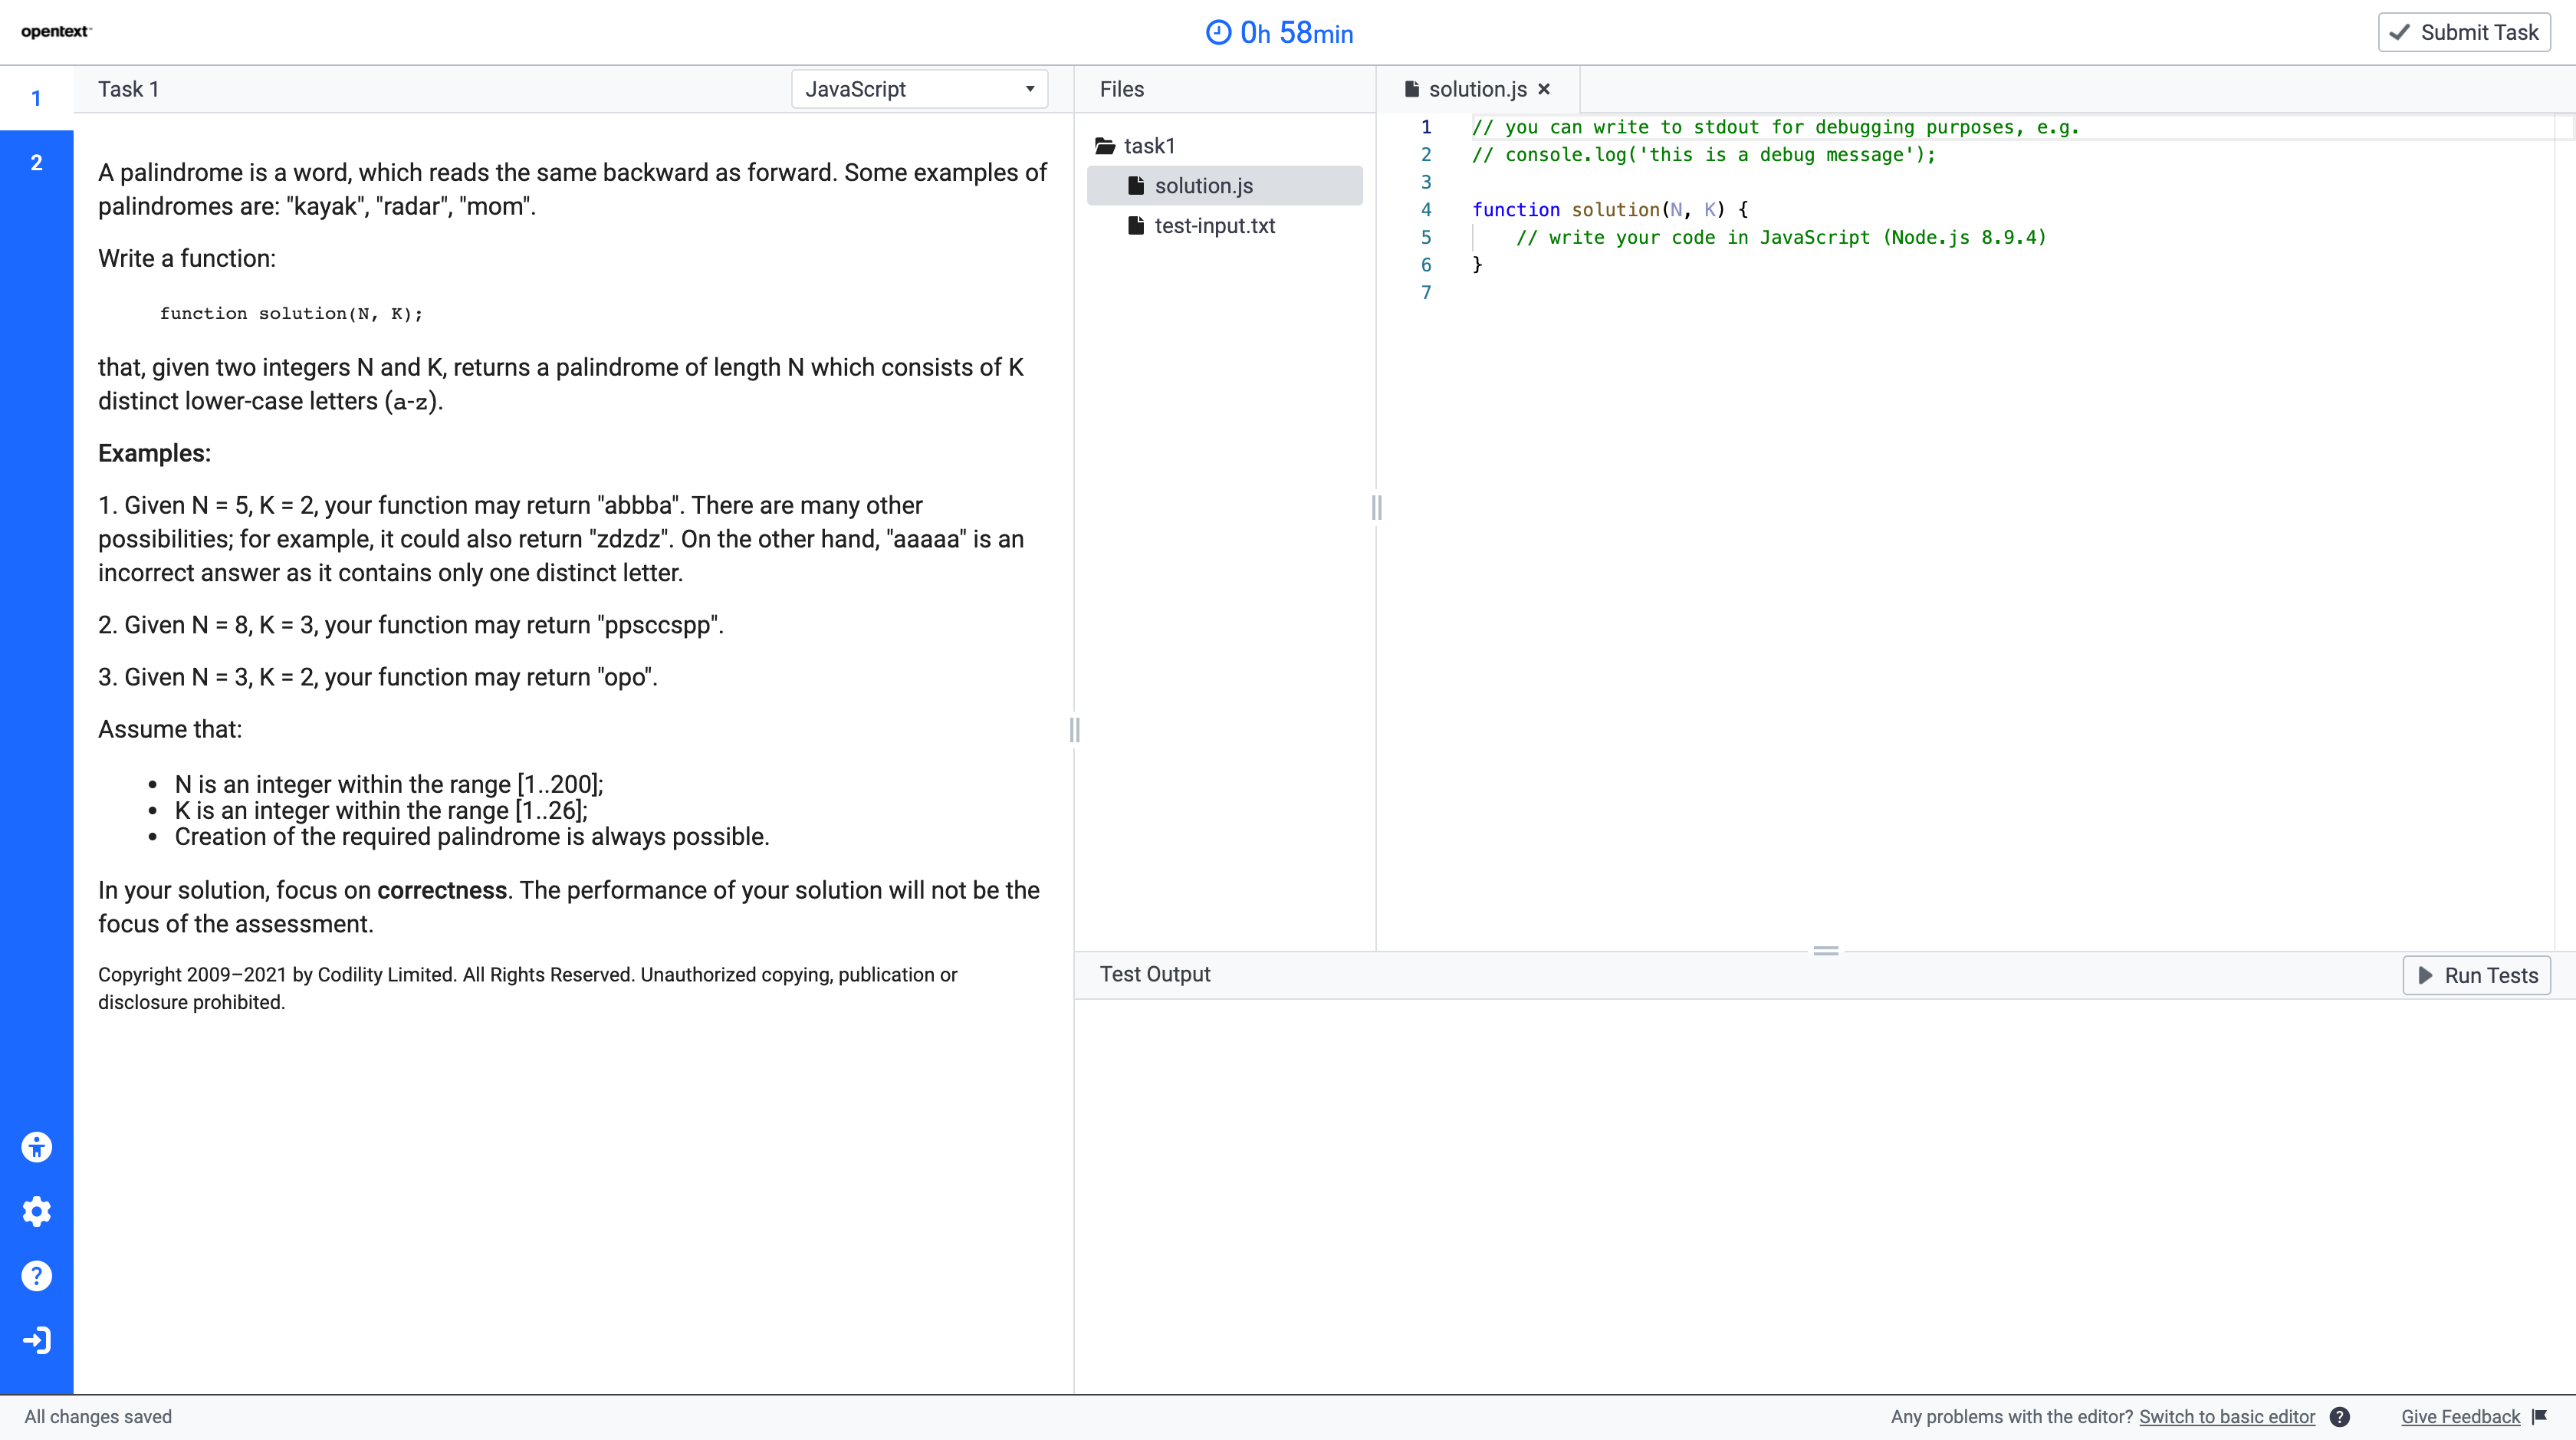 opentext™
0h 58min
Submit Task
1
2
Task 1
JavaScript
A palindrome is a word, which reads the same backward as forward. Some examples of
palindromes are: "kayak", "radar", "mom".
Write a function:
function solution(N, K);
that, given two integers N and K, returns a palindrome of length N which consists of K
distinct lower-case letters (a-z).
Examples:
1. Given N = 5, K = 2, your function may return "abbba". There are many other
possibilities; for example, it could also return "zdzdz". On the other hand, "aaaaa" is an
incorrect answer as it contains only one distinct letter.
2. Given N = 8, K = 3, your function may return "ppsccspp".
3. Given N = 3, K = 2, your function may return "opo".
Assume that:
• N is an integer within the range [1..200];
• K is an integer within the range [1..26];
• Creation of the required palindrome is always possible.
In your solution, focus on correctness. The performance of your solution will not be the
focus of the assessment.
Copyright 2009–2021 by Codility Limited. All Rights Reserved. Unauthorized copying, publication or
disclosure prohibited.
Files
task1
solution.js
test-input.txt
solution.js ×
1 // you can write to stdout for debugging purposes, e.g.
2 // console.log('this is a debug message');
3
4 function solution(N, K) {
5     // write your code in JavaScript (Node.js 8.9.4)
6 }
7
Test Output
Run Tests
All changes saved
Any problems with the editor? Switch to basic editor ?
Give Feedback